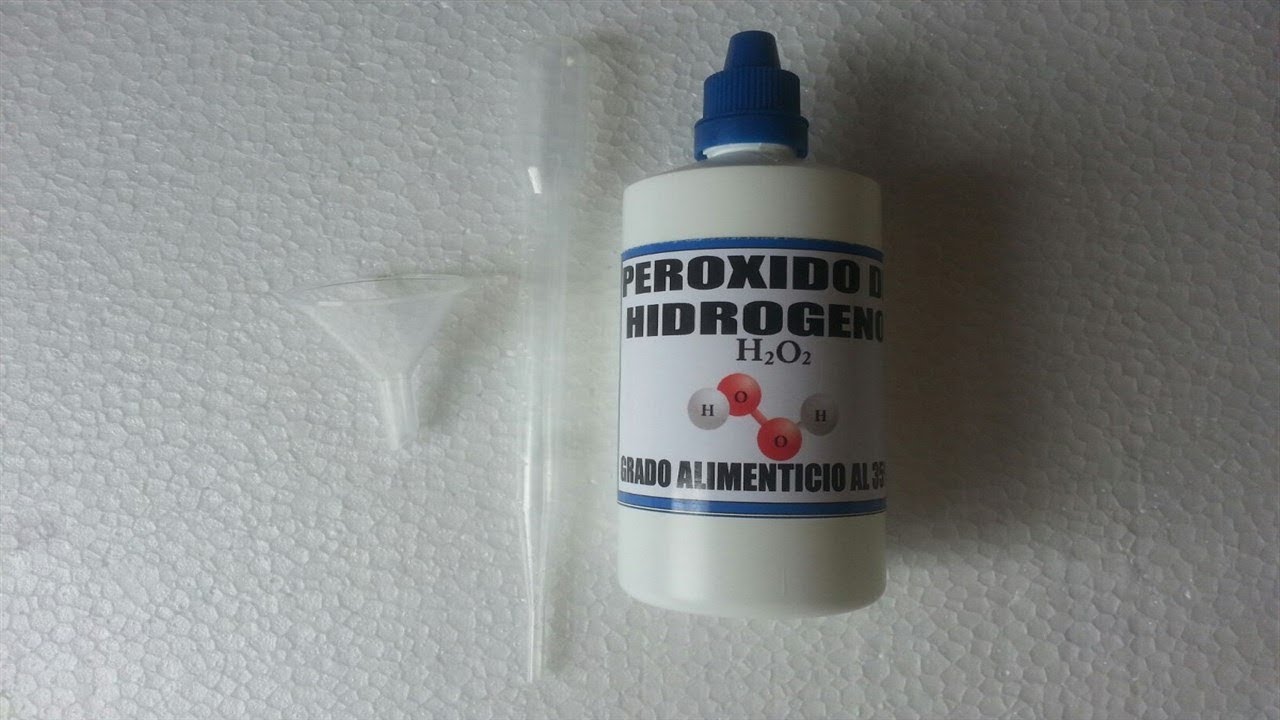 PEROXIDO D
HIDROGENO
H₂O₂
H O O H
GRADO ALIMENTICIO AL 35